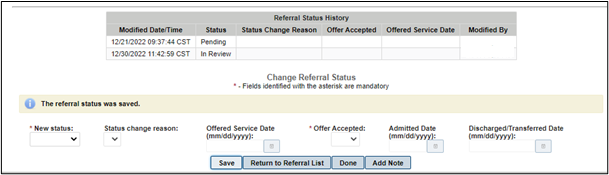 Referral Status History
Modified Date/Time Status Status Change Reason Offer Accepted Offered Service Date Modified By
12/21/2022 09:37:44 CST Pending
12/30/2022 11:42:59 CST In Review
Change Referral Status
* - Fields identified with the asterisk are mandatory
The referral status was saved.
* New status: Status change reason: Offered Service Date * Offer Accepted: Admitted Date Discharged/Transferred Date
(mm/dd/yyyy): (mm/dd/yyyy): (mm/dd/yyyy):
Save Return to Referral List Done Add Note